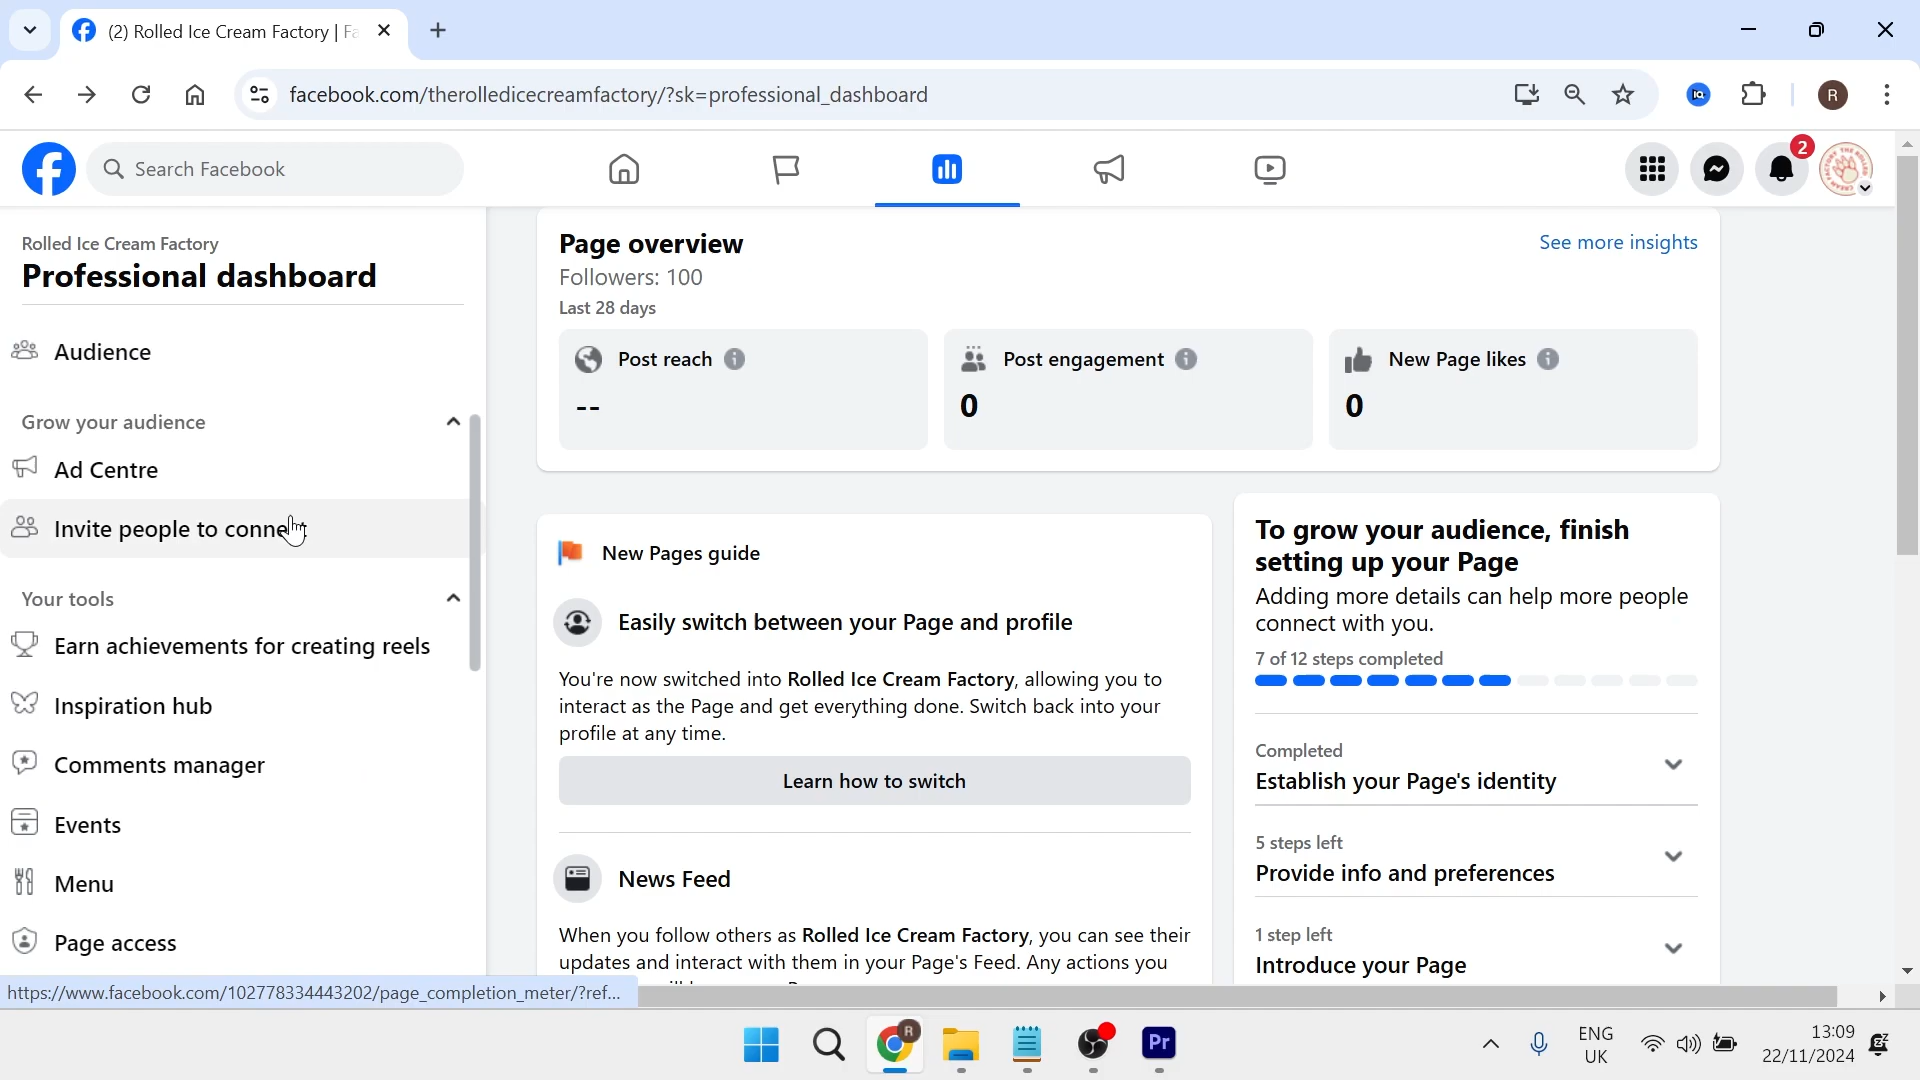 (2) Rolled Ice Cream Factory | Fa
facebook.com/therolledicecreamfactory/?sk=professional_dashboard
IQ
R
Search Facebook
2
Rolled Ice Cream Factory
Professional dashboard
Audience
Grow your audience
Ad Centre
Invite people to connect
Your tools
Earn achievements for creating reels
Inspiration hub
Comments manager
Events
Menu
Page access
https://www.facebook.com/102778334443202/page_completion_meter/?ref...
Page overview
See more insights
Followers: 100
Last 28 days
Post reach
--
Post engagement
0
New Page likes
0
New Pages guide
Easily switch between your Page and profile
You're now switched into Rolled Ice Cream Factory, allowing you to
interact as the Page and get everything done. Switch back into your
profile at any time.
Learn how to switch
News Feed
When you follow others as Rolled Ice Cream Factory, you can see their
updates and interact with them in your Page's Feed. Any actions you
To grow your audience, finish
setting up your Page
Adding more details can help more people
connect with you.
7 of 12 steps completed
Completed
Establish your Page's identity
5 steps left
Provide info and preferences
1 step left
Introduce your Page
R
Pr
ENG
UK
13:09
22/11/2024